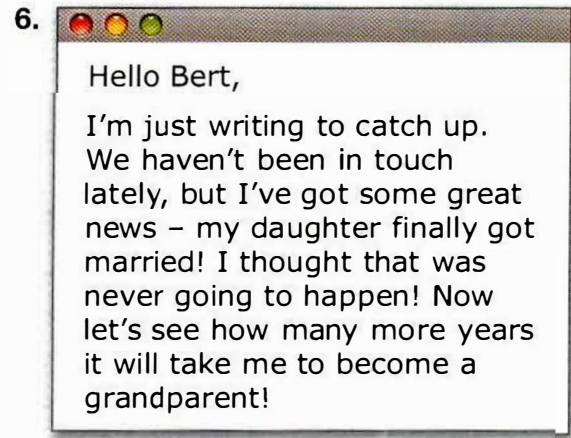 6.
Hello Bert,
I'm just writing to catch up.
We haven't been in touch
lately, but I've got some great
news – my daughter finally got
married! I thought that was
never going to happen! Now
let's see how many more years
it will take me to become a
grandparent!